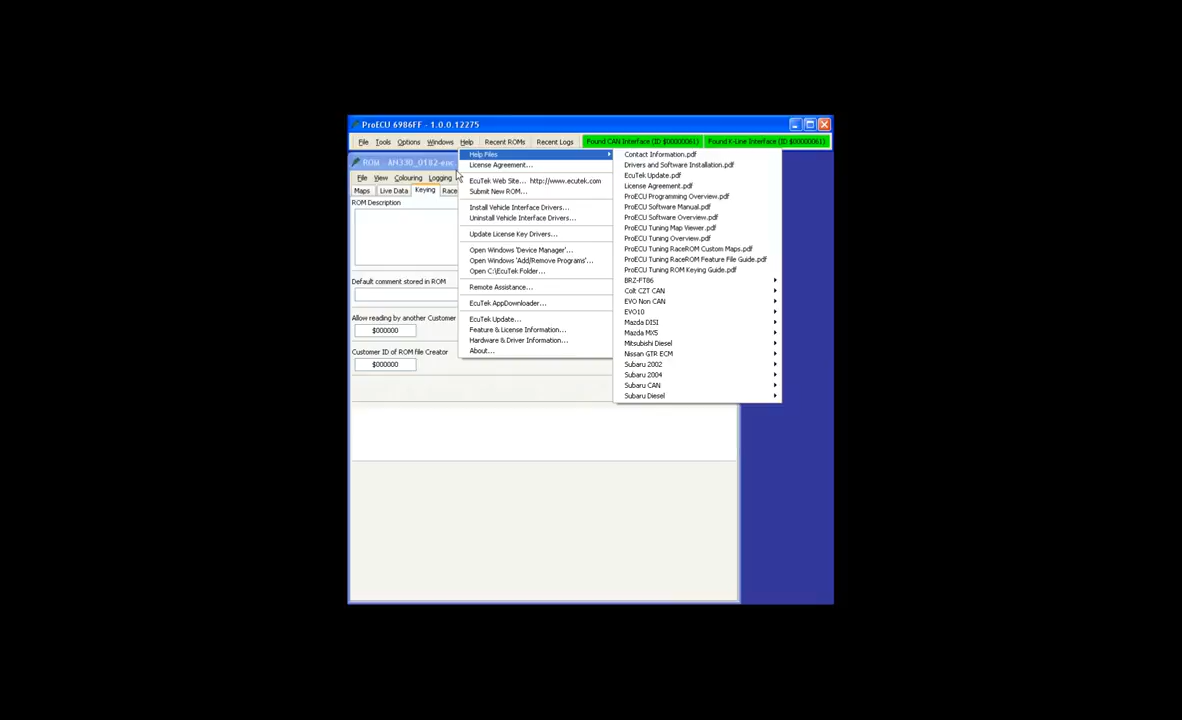 ProECU 6986FF - 1.0.0.12275
File Tools Options Windows Help Recent ROMs Recent Logs Found CAN Interface (ID $00000061) Found K-Line Interface (ID $00000061)
ROM - AN330_0182-enc.
File View Colouring Logging
Maps Live Data Keying Race
ROM Description
Default comment stored in ROM
Allow reading by another Customer
$000000
Customer ID of ROM file Creator
$000000
Help Files
License Agreement...
EcuTek Web Site... http://www.ecutek.com
Submit New ROM...
Install Vehicle Interface Drivers...
Uninstall Vehicle Interface Drivers...
Update License Key Drivers...
Open Windows 'Device Manager'...
Open Windows 'Add/Remove Programs'...
Open C:\EcuTek Folder...
Remote Assistance...
EcuTek AppDownloader...
EcuTek Update...
Feature & License Information...
Hardware & Driver Information...
About...
Contact Information.pdf
Drivers and Software Installation.pdf
EcuTek Update.pdf
License Agreement.pdf
ProECU Programming Overview.pdf
ProECU Software Manual.pdf
ProECU Software Overview.pdf
ProECU Tuning Map Viewer.pdf
ProECU Tuning Overview.pdf
ProECU Tuning RaceROM Custom Maps.pdf
ProECU Tuning RaceROM Feature File Guide.pdf
ProECU Tuning ROM Keying Guide.pdf
BRZ-FT86
Colt CZT CAN
EVO Non CAN
EVO10
Mazda DISI
Mazda MX5
Mitsubishi Diesel
Nissan GTR ECM
Subaru 2002
Subaru 2004
Subaru CAN
Subaru Diesel